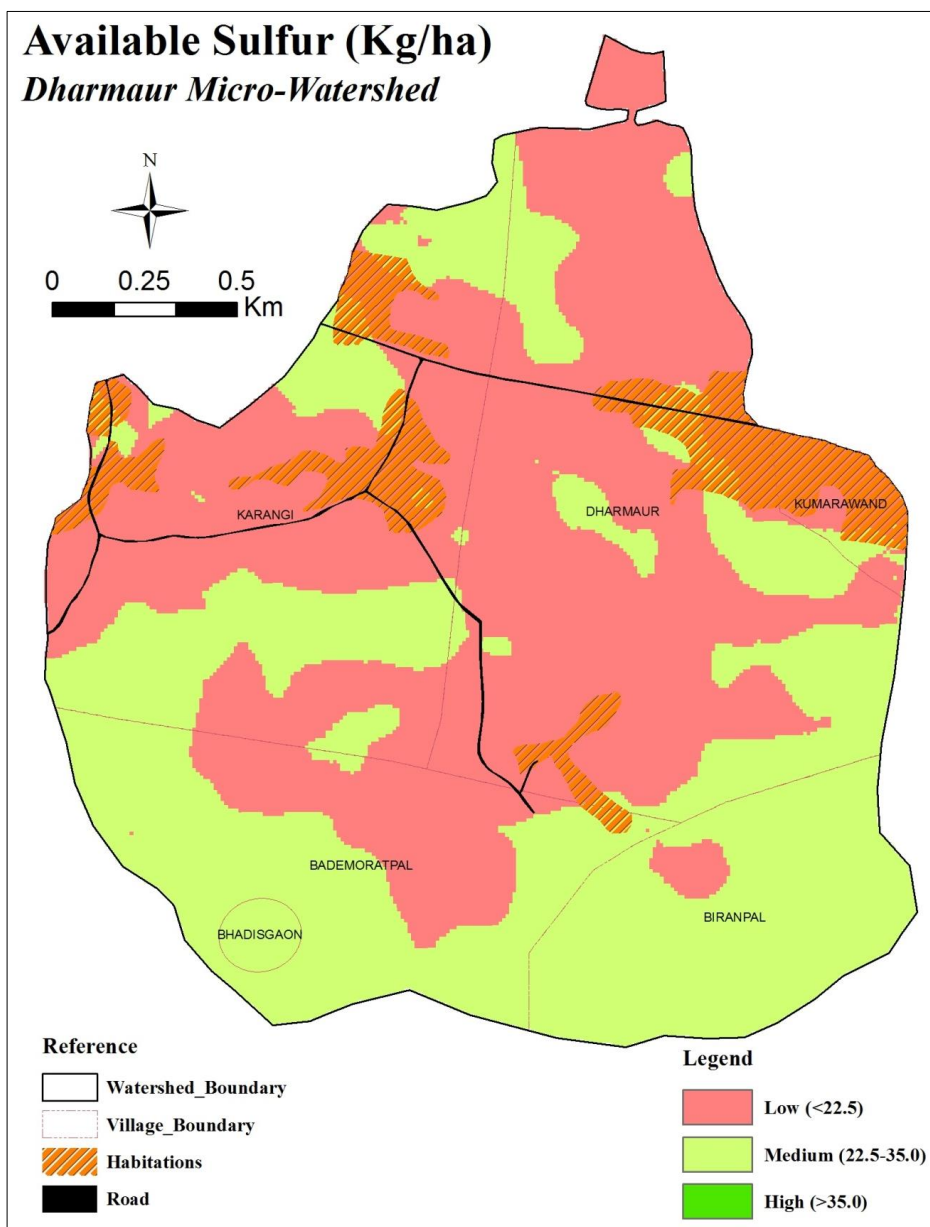 Available Sulfur (Kg/ha)
Dharmaur Micro-Watershed
N
0 0.25 0.5
Km
KARANGI
DHARMAUR
KUMARAWAND
BADEMORATPAL
BHADISGAON
BIRANPAL
Reference
Watershed_Boundary
Village_Boundary
Habitations
Road
Legend
Low (<22.5)
Medium (22.5-35.0)
High (>35.0)